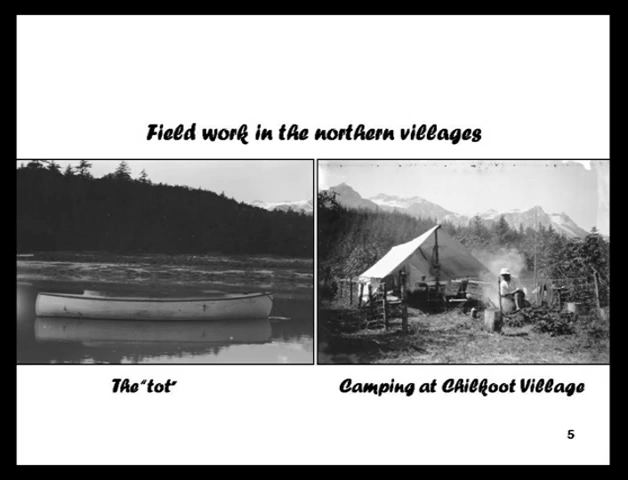 Field work in the northern villages
The "tot"
Camping at Chilkoot Village
5